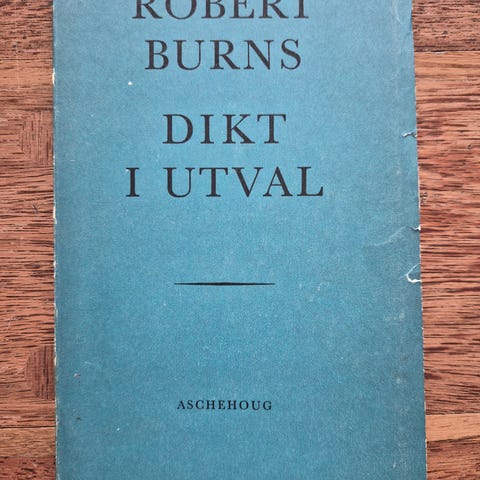 ROBERT
BURNS
DIKT
I UTVAL
ASCHEHOUG